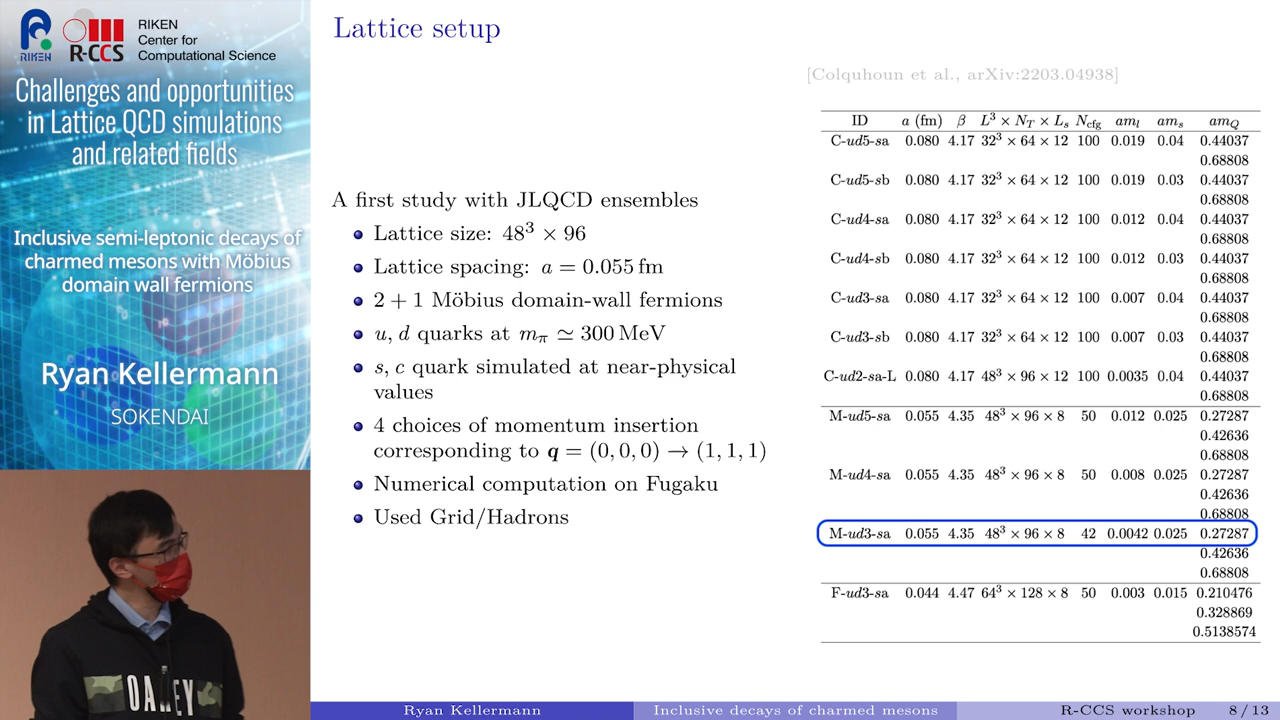 RIKEN
R-CCS
RIKEN
Center for
Computational Science
Challenges and opportunities
in Lattice QCD simulations
and related fields
Inclusive semi-leptonic decays of
charmed mesons with Möbius
domain wall fermions
Ryan Kellermann
SOKENDAI
Lattice setup
[Colquhoun et al., arXiv:2203.04938]
A first study with JLQCD ensembles
Lattice size: 48³ × 96
Lattice spacing: a = 0.055 fm
2 + 1 Möbius domain-wall fermions
u, d quarks at mπ ≃ 300 MeV
s, c quark simulated at near-physical
values
4 choices of momentum insertion
corresponding to q = (0, 0, 0) → (1, 1, 1)
Numerical computation on Fugaku
Used Grid/Hadrons
ID a (fm) β L³ × N_T × L_s N_cfg am_l am_s am_Q
C-ud5-sa 0.080 4.17 32³ × 64 × 12 100 0.019 0.04 0.44037
0.68808
C-ud5-sb 0.080 4.17 32³ × 64 × 12 100 0.019 0.03 0.44037
0.68808
C-ud4-sa 0.080 4.17 32³ × 64 × 12 100 0.012 0.04 0.44037
0.68808
C-ud4-sb 0.080 4.17 32³ × 64 × 12 100 0.012 0.03 0.44037
0.68808
C-ud3-sa 0.080 4.17 32³ × 64 × 12 100 0.007 0.04 0.44037
0.68808
C-ud3-sb 0.080 4.17 32³ × 64 × 12 100 0.007 0.03 0.44037
0.68808
C-ud2-sa-L 0.080 4.17 48³ × 96 × 12 100 0.0035 0.04 0.44037
0.68808
M-ud5-sa 0.055 4.35 48³ × 96 × 8 50 0.012 0.025 0.27287
0.42636
0.68808
M-ud4-sa 0.055 4.35 48³ × 96 × 8 50 0.008 0.025 0.27287
0.42636
0.68808
M-ud3-sa 0.055 4.35 48³ × 96 × 8 42 0.0042 0.025 0.27287
0.42636
0.68808
F-ud3-sa 0.044 4.47 64³ × 128 × 8 50 0.003 0.015 0.210476
0.328869
0.5138574
Ryan Kellermann
Inclusive decays of charmed mesons
R-CCS workshop 8 / 13